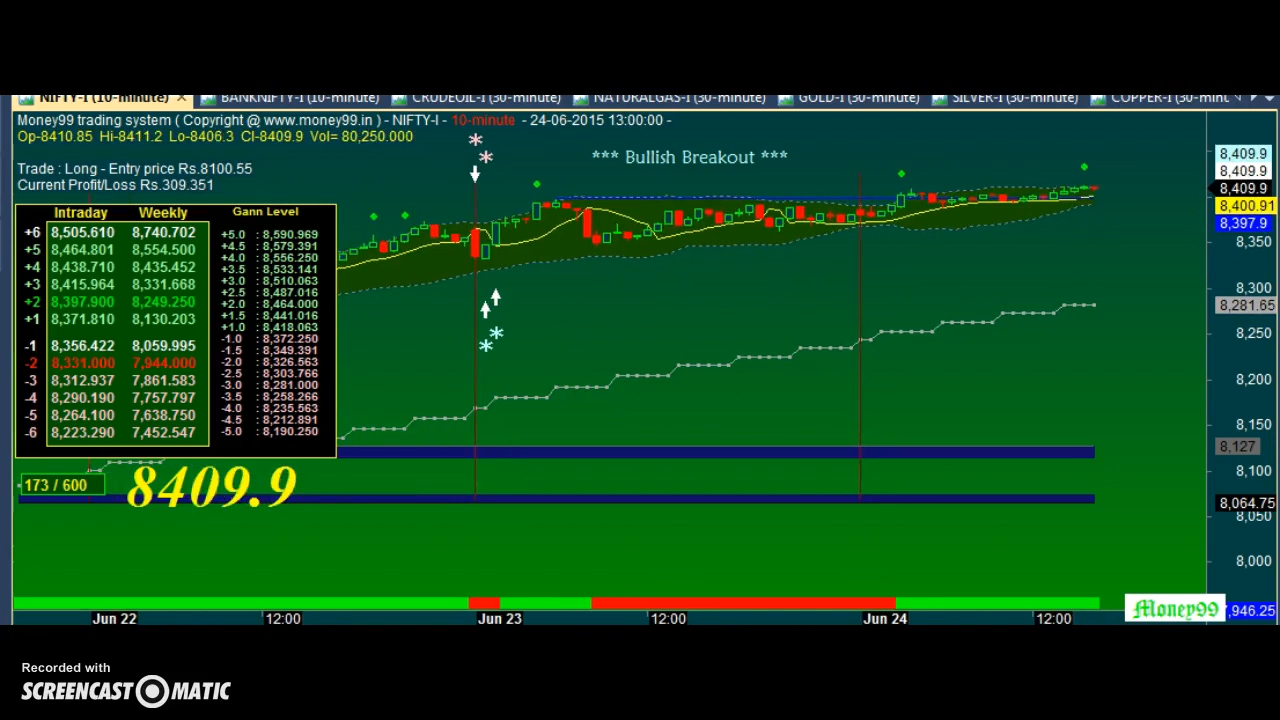 NIFTY-I (10-minute) BANKNIFTY-I (10-minute) CRUDEOIL-I (30-minute) NATURALGAS-I (30-minute) GOLD-I (30-minute) SILVER-I (30-minute) COPPER-I (30-minut
Money99 trading system ( Copyright @ www.money99.in ) - NIFTY-I - 10-minute - 24-06-2015 13:00:00 -
Op-8410.85 Hi-8411.2 Lo-8406.3 Cl-8409.9 Vol= 80,250.000
*** Bullish Breakout ***
Trade : Long - Entry price Rs.8100.55
Current Profit/Loss Rs.309.351
Intraday Weekly
+6 8,505.610 8,740.702
+5 8,464.801 8,554.500
+4 8,438.710 8,435.452
+3 8,415.964 8,331.668
+2 8,397.900 8,249.250
+1 8,371.810 8,130.203
-1 8,356.422 8,059.995
-2 8,331.000 7,944.000
-3 8,312.937 7,861.583
-4 8,290.190 7,757.797
-5 8,264.100 7,638.750
-6 8,223.290 7,452.547
Gann Level
+5.0 : 8,590.969
+4.5 : 8,579.391
+4.0 : 8,556.250
+3.5 : 8,533.141
+3.0 : 8,510.063
+2.5 : 8,487.016
+2.0 : 8,464.000
+1.5 : 8,441.016
+1.0 : 8,418.063
-1.0 : 8,372.250
-1.5 : 8,349.391
-2.0 : 8,326.563
-2.5 : 8,303.766
-3.0 : 8,281.000
-3.5 : 8,258.266
-4.0 : 8,235.563
-4.5 : 8,212.891
-5.0 : 8,190.250
173 / 600
8409.9
8,409.9
8,409.9
8,409.9
8,400.91
8,397.9
8,350
8,300
8,281.65
8,250
8,200
8,150
8,127
8,100
8,064.75
8,050
8,000
7,946.25
Money99
Jun 22 12:00 Jun 23 12:00 Jun 24 12:00
Recorded with
SCREENCAST MATIC